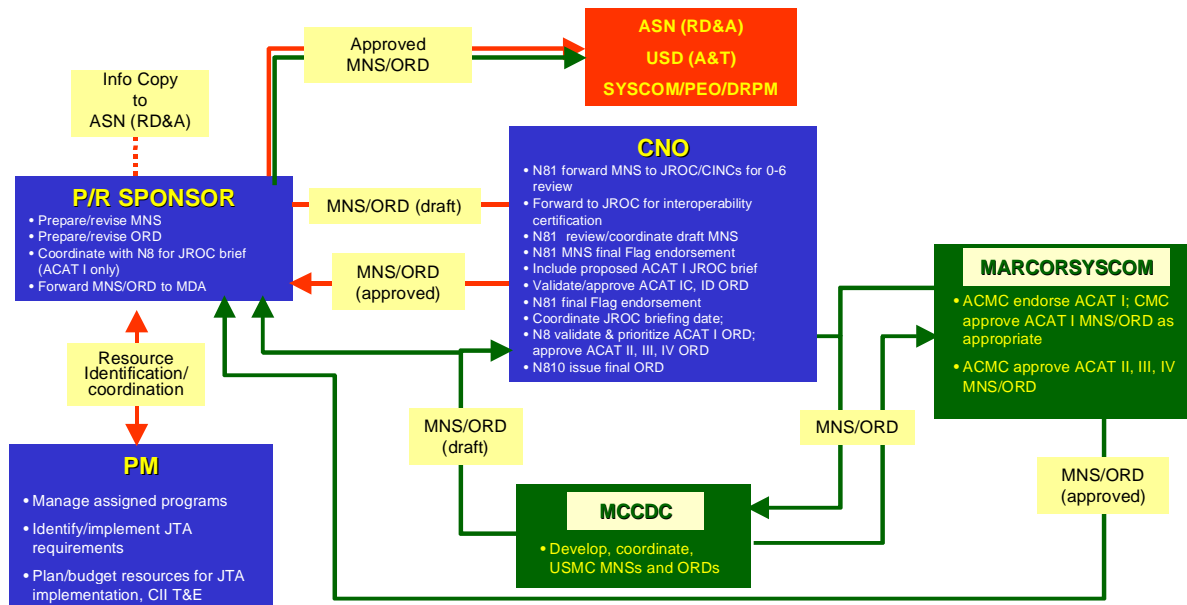 Approved
MNS/ORD
ASN (RD&A)
USD (A&T)
SYSCOM/PEO/DRPM
Info Copy
to
ASN (RD&A)
P/R SPONSOR
• Prepare/revise MNS
• Prepare/revise ORD
• Coordinate with N8 for JROC brief
(ACAT I only)
• Forward MNS/ORD to MDA
MNS/ORD (draft)
MNS/ORD
(approved)
CNO
• N81 forward MNS to JROC/CINCs for 0-6
review
• Forward to JROC for interoperability
certification
• N81 review/coordinate draft MNS
• N81 MNS final Flag endorsement
• Include proposed ACAT I JROC brief
• Validate/approve ACAT IC, ID ORD
• N81 final Flag endorsement
• Coordinate JROC briefing date;
• N8 validate & prioritize ACAT I ORD;
approve ACAT II, III, IV ORD
• N810 issue final ORD
MARCORSYSCOM
• ACMC endorse ACAT I; CMC
approve ACAT I MNS/ORD as
appropriate
• ACMC approve ACAT II, III, IV
MNS/ORD
Resource
Identification/
coordination
MNS/ORD
(draft)
MNS/ORD
MNS/ORD
(approved)
PM
• Manage assigned programs
• Identify/implement JTA
requirements
• Plan/budget resources for JTA
implementation, CII T&E
MCCDC
• Develop, coordinate,
USMC MNSs and ORDs